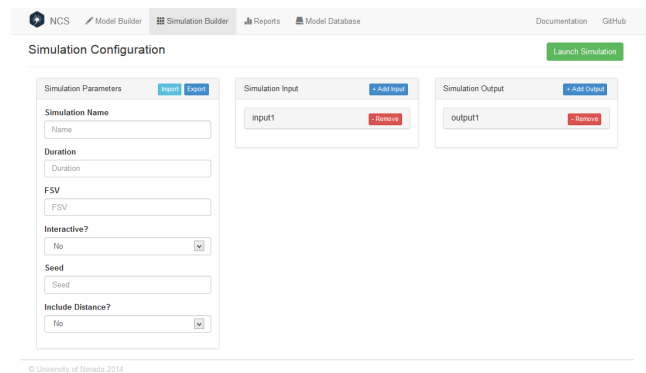 NCS Model Builder Simulation Builder Reports Model Database Documentation GitHub
Simulation Configuration Launch Simulation
Simulation Parameters Import Export
Simulation Name
Name
Duration
Duration
FSV
FSV
Interactive?
No
Seed
Seed
Include Distance?
No
Simulation Input + Add Input
input1 - Remove
Simulation Output + Add Output
output1 - Remove
© University of Nevada 2014